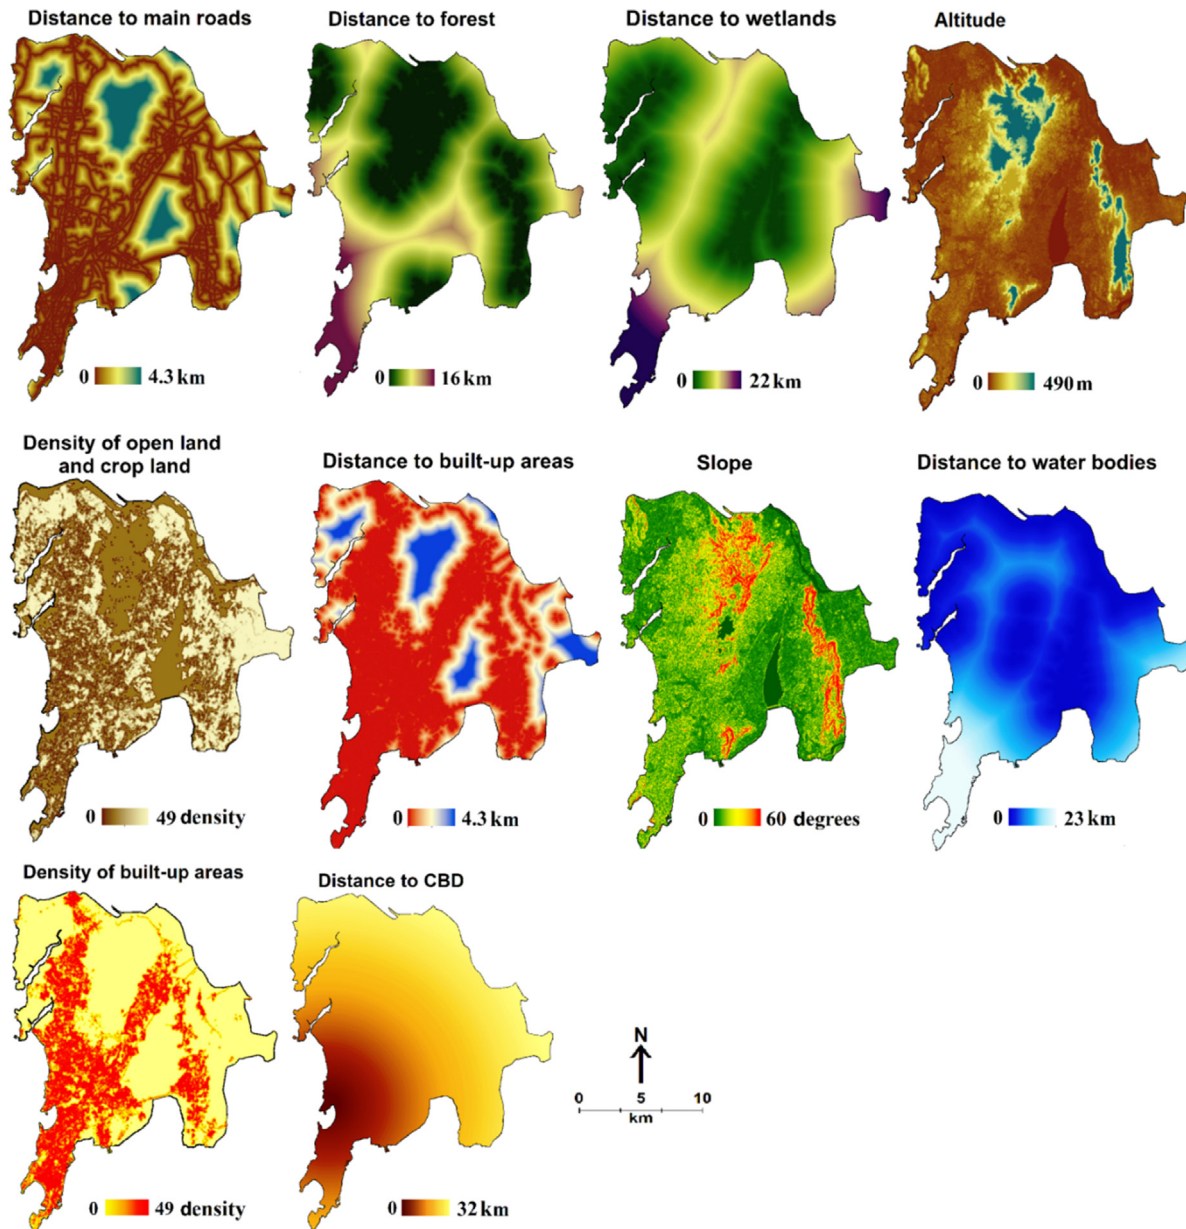 Distance to main roads
Distance to forest
Distance to wetlands
Altitude
0 4.3 km
0 16 km
0 22 km
0 490 m
Density of open land
and crop land
Distance to built-up areas
Slope
Distance to water bodies
0 49 density
0 4.3 km
0 60 degrees
0 23 km
Density of built-up areas
Distance to CBD
N
0 5 10
km
0 49 density
0 32 km